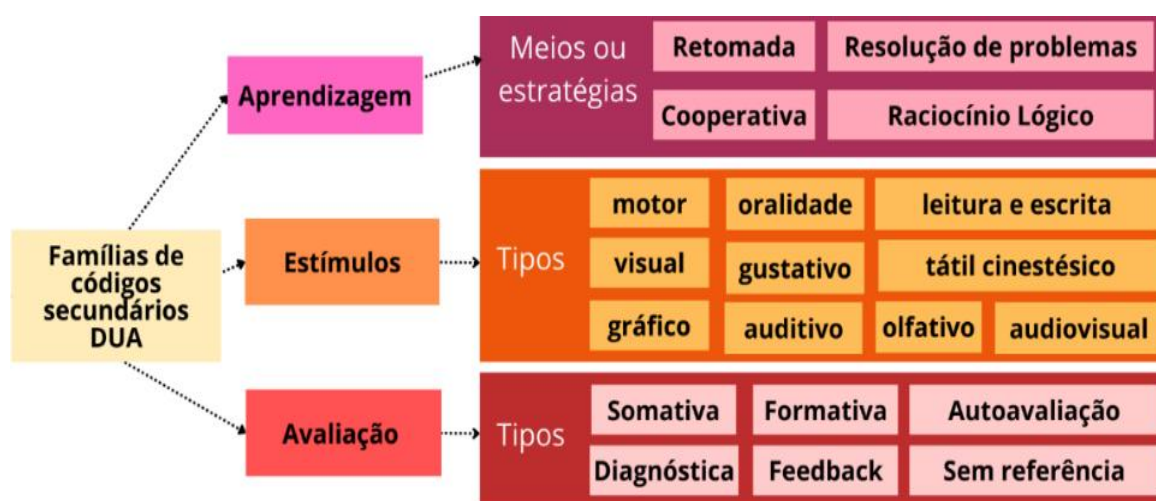 Famílias de
códigos
secundários
DUA
Aprendizagem
Meios ou
estratégias
Retomada
Resolução de problemas
Cooperativa
Raciocínio Lógico
Estímulos
Tipos
motor
oralidade
leitura e escrita
visual
gustativo
tátil cinestésico
gráfico
auditivo
olfativo
audiovisual
Avaliação
Tipos
Somativa
Formativa
Autoavaliação
Diagnóstica
Feedback
Sem referência